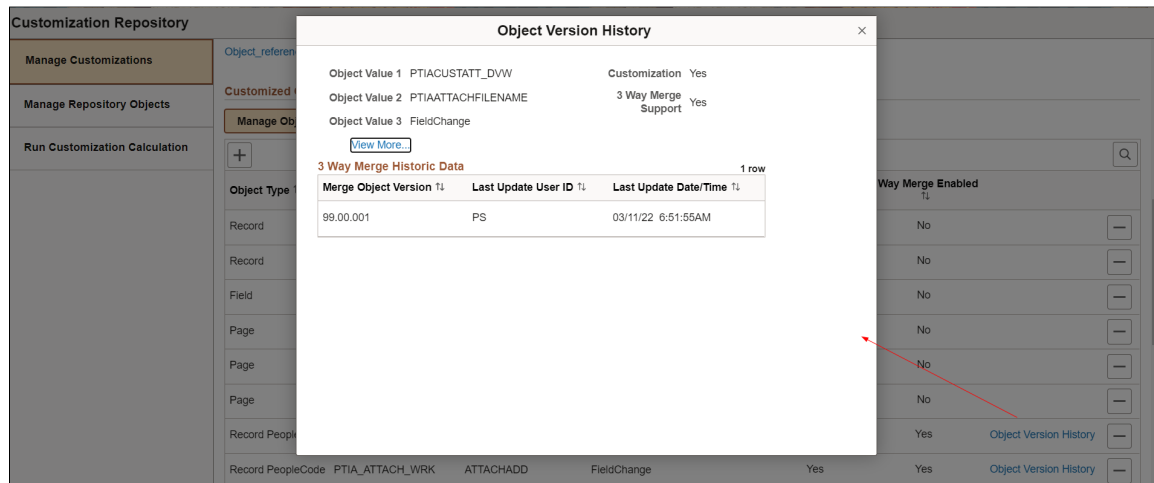 Customization Repository
Object Version History
×
Manage Customizations
Object_referen
Object Value 1 PTIACUSTATT_DVW Customization Yes
Object Value 2 PTIAATTACHFILENAME 3 Way Merge Support Yes
Object Value 3 FieldChange
View More...
Customized
Manage Repository Objects
Manage Obj
Run Customization Calculation
3 Way Merge Historic Data
1 row
Merge Object Version Last Update User ID Last Update Date/Time
99.00.001 PS 03/11/22 6:51:55AM
Object Type Way Merge Enabled
Record No
Record No
Field No
Page No
Page No
Page No
Record People Yes Object Version History
Record PeopleCode PTIA_ATTACH_WRK ATTACHADD FieldChange Yes Yes Object Version History